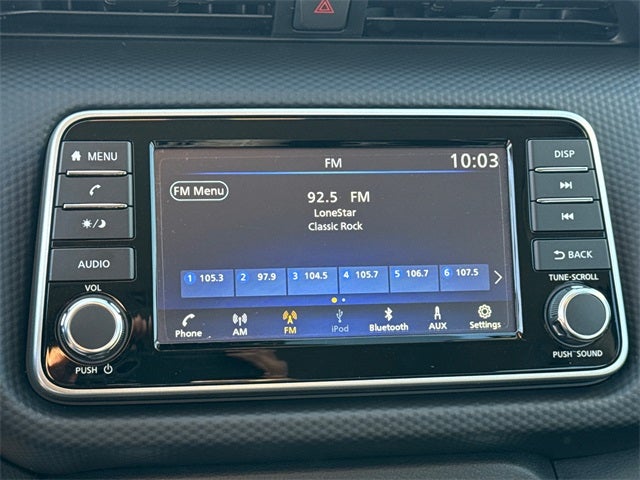 MENU
AUDIO
VOL
PUSH
FM
10:03
FM Menu
92.5 FM
LoneStar
Classic Rock
1 105.3 2 97.9 3 104.5 4 105.7 5 106.7 6 107.5
Phone AM FM iPod Bluetooth AUX Settings
DISP
BACK
TUNE-SCROLL
PUSH SOUND